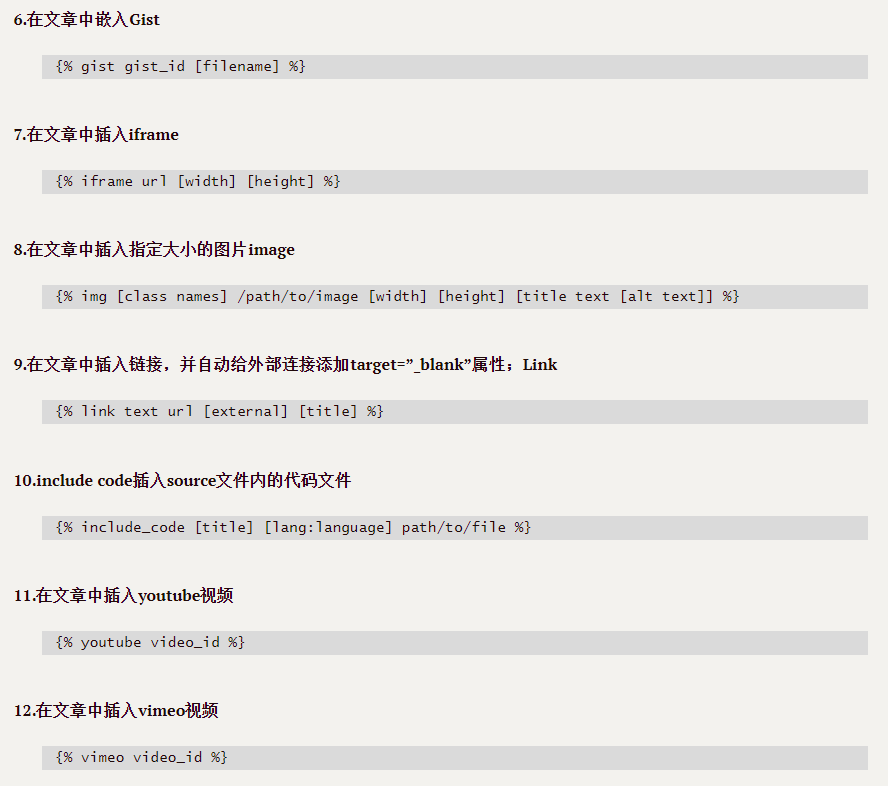 6.在文章中嵌入Gist
{% gist gist_id [filename] %}
7.在文章中插入iframe
{% iframe url [width] [height] %}
8.在文章中插入指定大小的图片image
{% img [class names] /path/to/image [width] [height] [title text [alt text]] %}
9.在文章中插入链接，并自动给外部连接添加target=”_blank”属性；Link
{% link text url [external] [title] %}
10.include code插入source文件内的代码文件
{% include_code [title] [lang:language] path/to/file %}
11.在文章中插入youtube视频
{% youtube video_id %}
12.在文章中插入vimeo视频
{% vimeo video_id %}